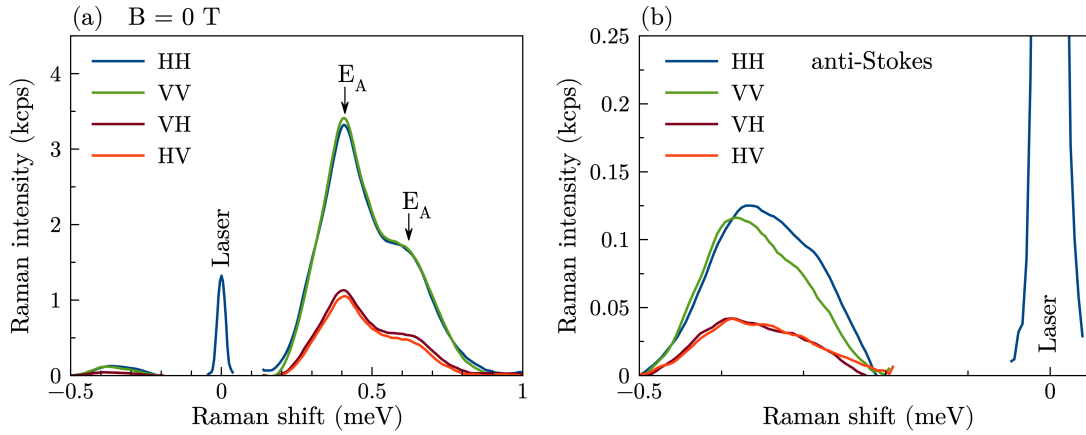 (a) B = 0 T
HH
VV
VH
HV
E_A
E_A
Laser
Raman intensity (kcps)
4
3
2
1
0
−0.5
0
0.5
1
Raman shift (meV)
(b)
HH
VV
VH
HV
anti-Stokes
Laser
Raman intensity (kcps)
0.25
0.2
0.15
0.1
0.05
0
-0.5
0
Raman shift (meV)